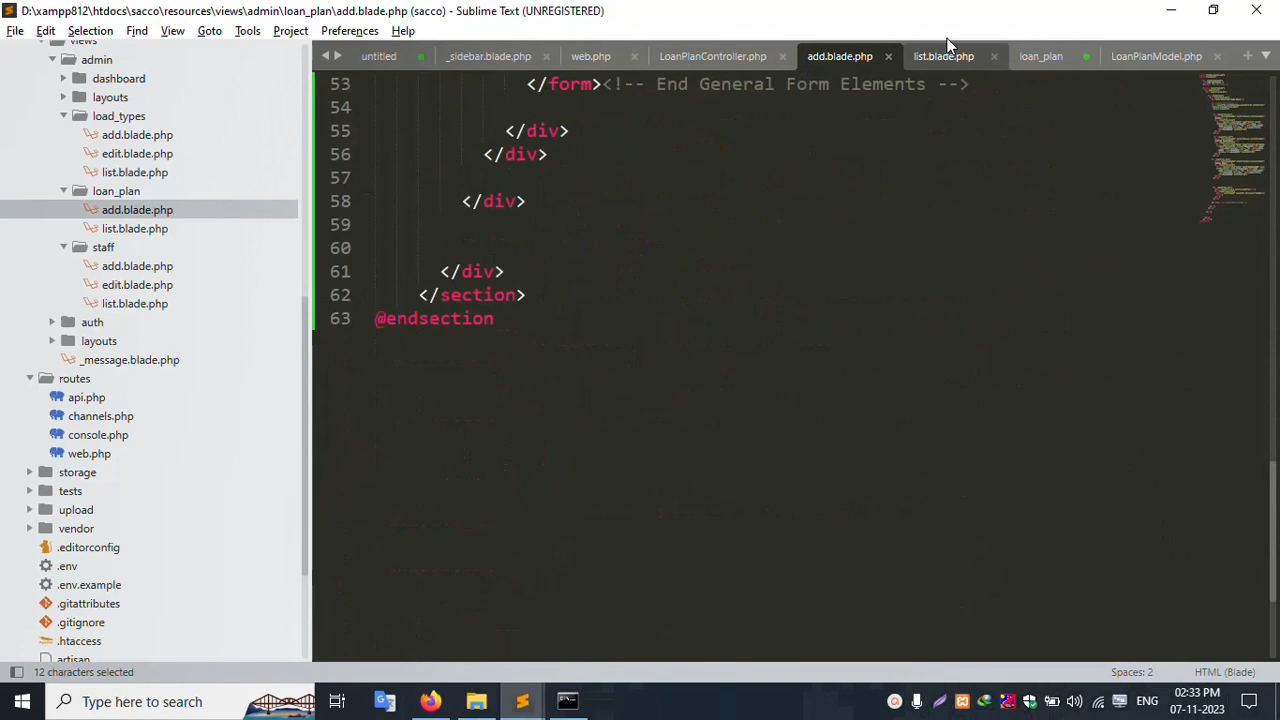 D:\xampp812\htdocs\sacco\resources\views\admin\loan_plan\add.blade.php (sacco) - Sublime Text (UNREGISTERED)
File Edit Selection Find View Goto Tools Project Preferences Help
untitled _sidebar.blade.php web.php LoanPlanController.php add.blade.php list.blade.php loan_plan LoanPlanModel.php
views
admin
dashboard
layouts
load_types
add.blade.php
edit.blade.php
list.blade.php
loan_plan
add.blade.php
list.blade.php
staff
add.blade.php
edit.blade.php
list.blade.php
auth
layouts
_message.blade.php
routes
api.php
channels.php
console.php
web.php
storage
tests
upload
vendor
.editorconfig
.env
.env.example
.gitattributes
.gitignore
.htaccess
artisan
53 </form><!-- End General Form Elements -->
54
55 </div>
56 </div>
57
58 </div>
59
60
61 </div>
62 </section>
63 @endsection
12 characters selected Spaces: 2 HTML (Blade)
Type here to search ENG 02:33 PM
07-11-2023